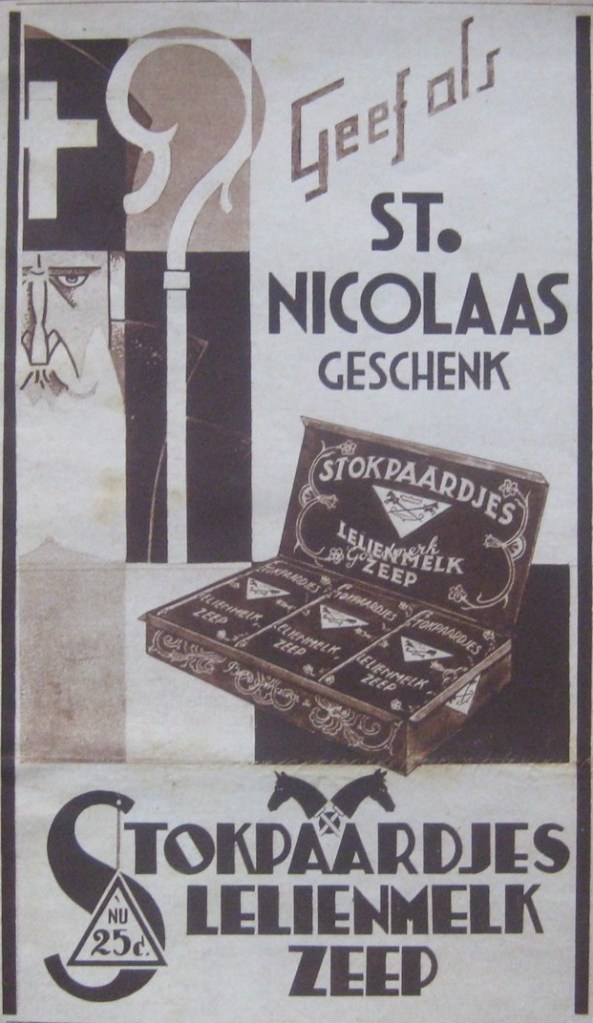 Geef als
ST.
NICOLAAS
GESCHENK
STOKPAARDJES
LELIENMELK
ZEEP
STOKPAARDJES
LELIENMELK
ZEEP
STOKPAARDJES
LELIENMELK
ZEEP
STOKPAARDJES
LELIENMELK
ZEEP
STOKPAARDJES
LELIENMELK
ZEEP
NU
25c.